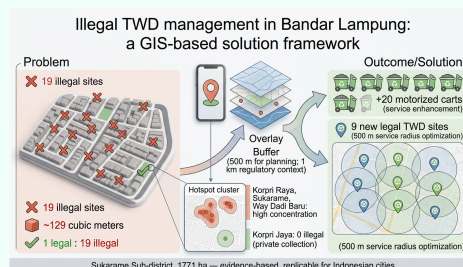 Illegal TWD management in Bandar Lampung:
a GIS-based solution framework
Problem
19 illegal sites
19 illegal sites
~129 cubic meters
1 legal : 19 illegal
Overlay
Buffer
(500 m for planning; 1
km regulatory context)
Hotspot cluster
Korpri Raya,
Sukarame,
Way Dadi Baru:
high concentration
Korpri Jaya: 0 illegal
(private collection)
Outcome/Solution
+20 motorized carts
(service enhancement)
9 new legal TWD sites
(500 m service radius optimization)
(500 m service radius optimization)
Sukarame Sub-district, 1771 ha — evidence-based, replicable for Indonesian cities